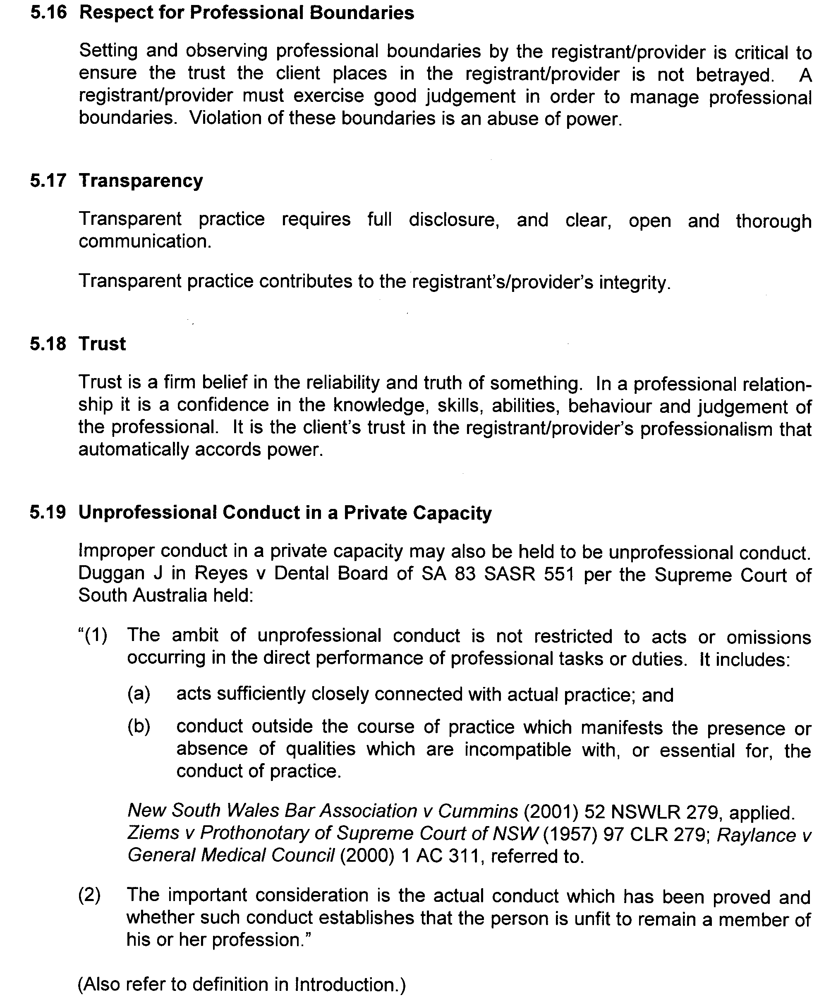 5.16 Respect for Professional Boundaries
Setting and observing professional boundaries by the registrant/provider is critical to
ensure the trust the client places in the registrant/provider is not betrayed. A
registrant/provider must exercise good judgement in order to manage professional
boundaries. Violation of these boundaries is an abuse of power.
5.17 Transparency
Transparent practice requires full disclosure, and clear, open and thorough
communication.
Transparent practice contributes to the registrant's/provider's integrity.
5.18 Trust
Trust is a firm belief in the reliability and truth of something. In a professional relation-
ship it is a confidence in the knowledge, skills, abilities, behaviour and judgement of
the professional. It is the client's trust in the registrant/provider's professionalism that
automatically accords power.
5.19 Unprofessional Conduct in a Private Capacity
Improper conduct in a private capacity may also be held to be unprofessional conduct.
Duggan J in Reyes v Dental Board of SA 83 SASR 551 per the Supreme Court of
South Australia held:
“(1) The ambit of unprofessional conduct is not restricted to acts or omissions
occurring in the direct performance of professional tasks or duties. It includes:
(a) acts sufficiently closely connected with actual practice; and
(b) conduct outside the course of practice which manifests the presence or
absence of qualities which are incompatible with, or essential for, the
conduct of practice.
New South Wales Bar Association v Cummins (2001) 52 NSWLR 279, applied.
Ziems v Prothonotary of Supreme Court of NSW (1957) 97 CLR 279; Raylance v
General Medical Council (2000) 1 AC 311, referred to.
(2) The important consideration is the actual conduct which has been proved and
whether such conduct establishes that the person is unfit to remain a member of
his or her profession.”
(Also refer to definition in Introduction.)